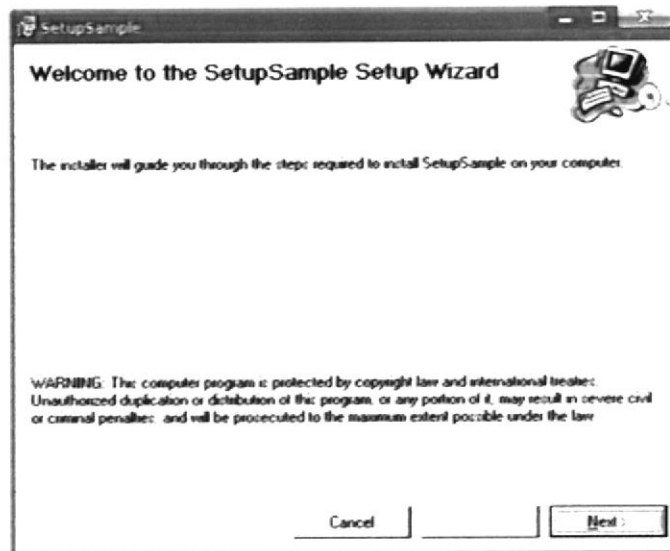 SetupSample
Welcome to the SetupSample Setup Wizard
The installer will guide you through the steps required to install SetupSample on your computer.
WARNING: This computer program is protected by copyright law and international treaties.
Unauthorized duplication or distribution of this program, or any portion of it, may result in severe civil
or criminal penalties, and will be prosecuted to the maximum extent possible under the law.
Cancel
Next >